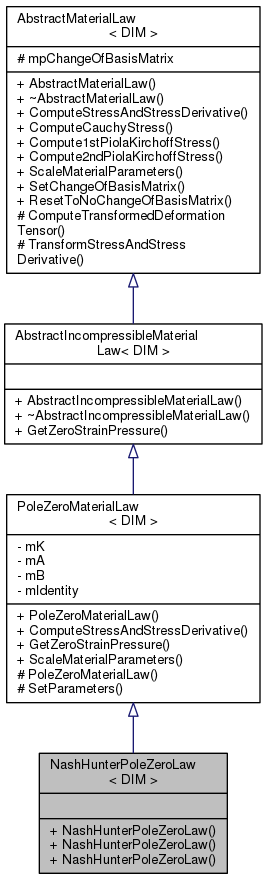 AbstractMaterialLaw
< DIM >
# mpChangeOfBasisMatrix
+ AbstractMaterialLaw()
+ ~AbstractMaterialLaw()
+ ComputeStressAndStressDerivative()
+ ComputeCauchyStress()
+ Compute1stPiolaKirchoffStress()
+ Compute2ndPiolaKirchoffStress()
+ ScaleMaterialParameters()
+ SetChangeOfBasisMatrix()
+ ResetToNoChangeOfBasisMatrix()
# ComputeTransformedDeformation
Tensor()
# TransformStressAndStress
Derivative()
AbstractIncompressibleMaterial
Law< DIM >
+ AbstractIncompressibleMaterialLaw()
+ ~AbstractIncompressibleMaterialLaw()
+ GetZeroStrainPressure()
PoleZeroMaterialLaw
< DIM >
- mK
- mA
- mB
- mIdentity
+ PoleZeroMaterialLaw()
+ ComputeStressAndStressDerivative()
+ GetZeroStrainPressure()
+ ScaleMaterialParameters()
# PoleZeroMaterialLaw()
# SetParameters()
NashHunterPoleZeroLaw
< DIM >
+ NashHunterPoleZeroLaw()
+ NashHunterPoleZeroLaw()
+ NashHunterPoleZeroLaw()